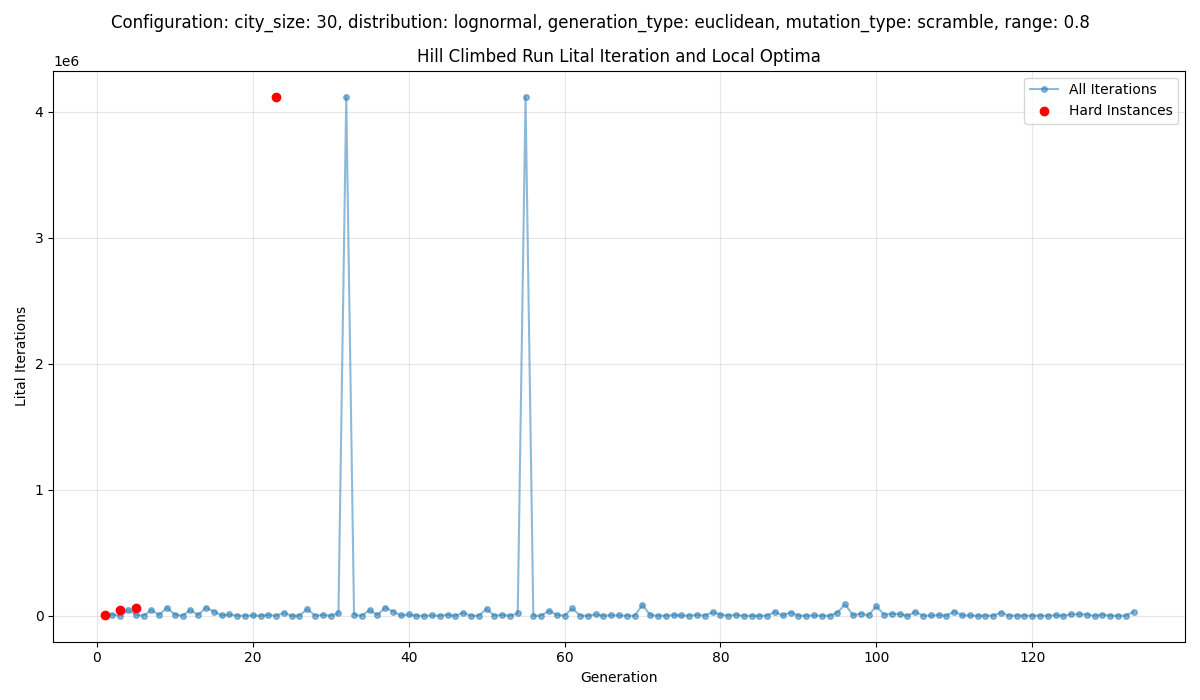 Configuration: city_size: 30, distribution: lognormal, generation_type: euclidean, mutation_type: scramble, range: 0.8
Hill Climbed Run Lital Iteration and Local Optima
1e6
All Iterations
Hard Instances
4
3
2
1
0
Lital Iterations
0 20 40 60 80 100 120
Generation